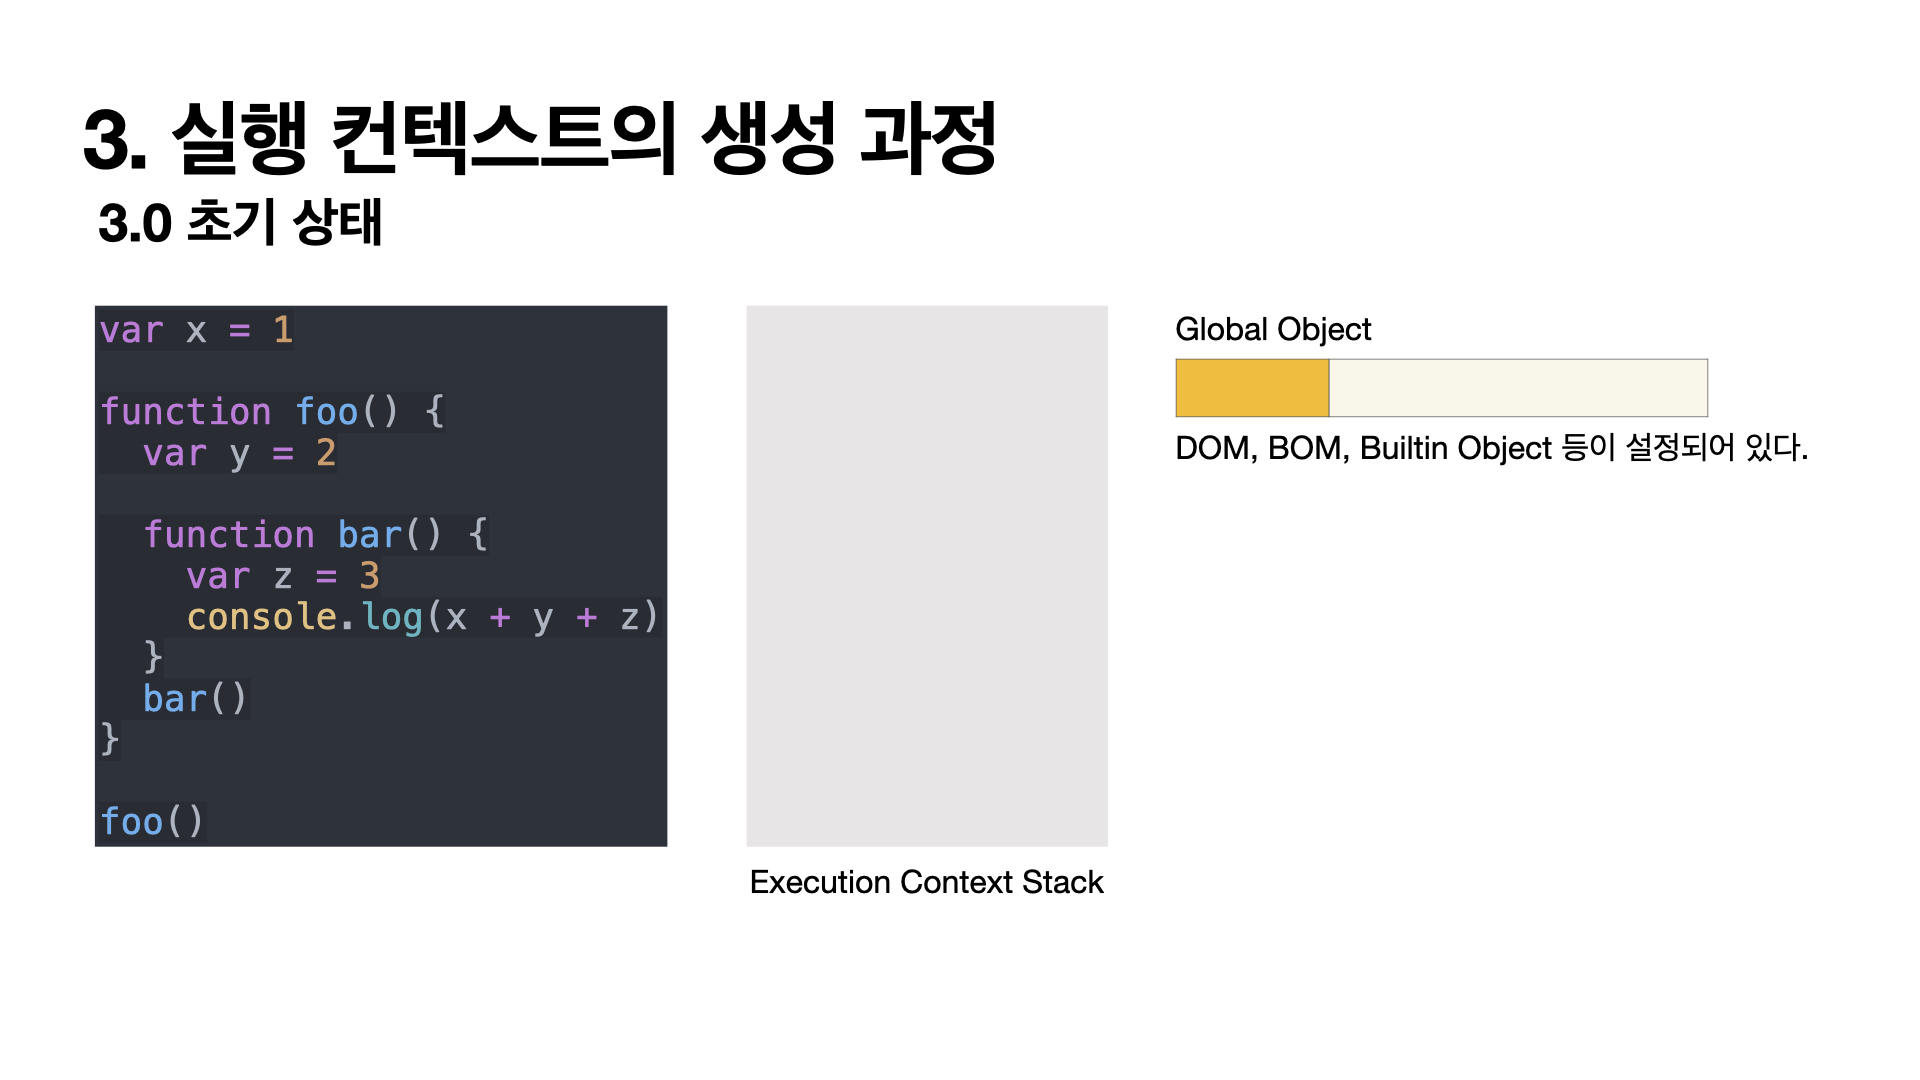 3. 실행 컨텍스트의 생성 과정
3.0 초기 상태
var x = 1
function foo() {
  var y = 2
  function bar() {
    var z = 3
    console.log(x + y + z)
  }
  bar()
}
foo()
Execution Context Stack
Global Object
DOM, BOM, Builtin Object 등이 설정되어 있다.